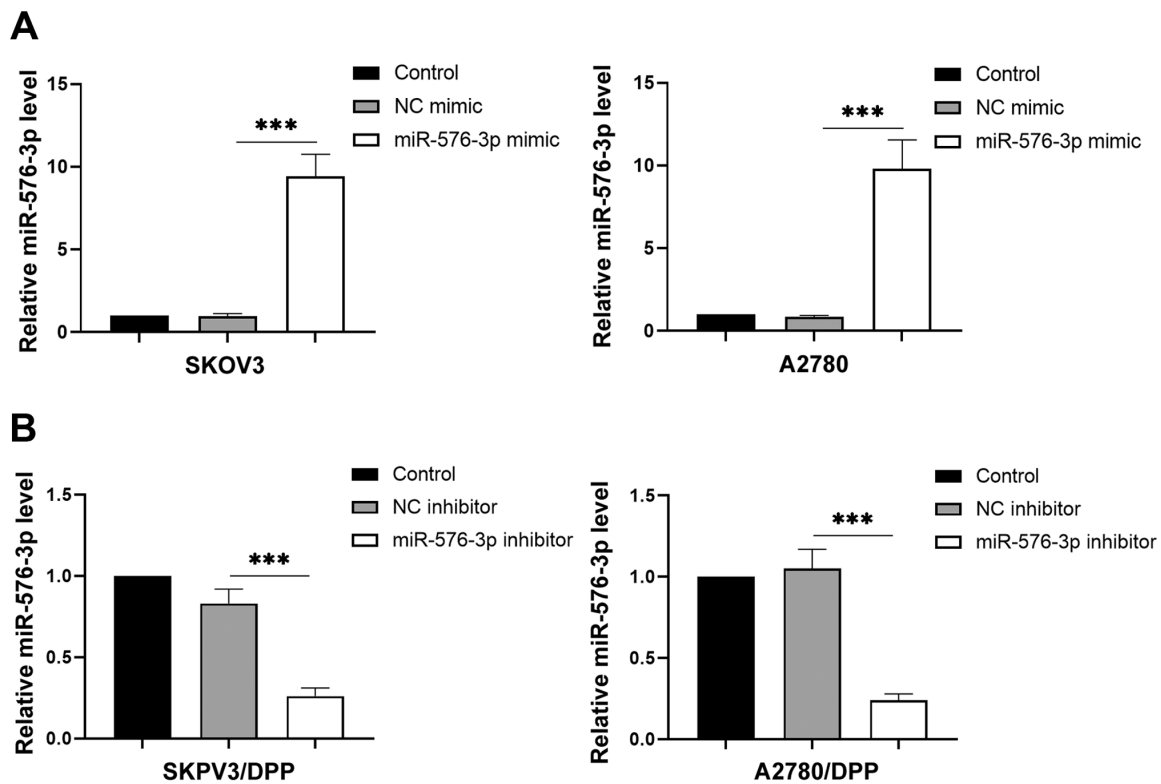 A
Relative miR-576-3p level
15
10
5
0
Control
NC mimic
miR-576-3p mimic
***
SKOV3
Relative miR-576-3p level
15
10
5
0
Control
NC mimic
miR-576-3p mimic
***
A2780
B
Relative miR-576-3p level
1.5
1.0
0.5
0.0
Control
NC inhibitor
miR-576-3p inhibitor
***
SKPV3/DPP
Relative miR-576-3p level
1.5
1.0
0.5
0.0
Control
NC inhibitor
miR-576-3p inhibitor
***
A2780/DPP